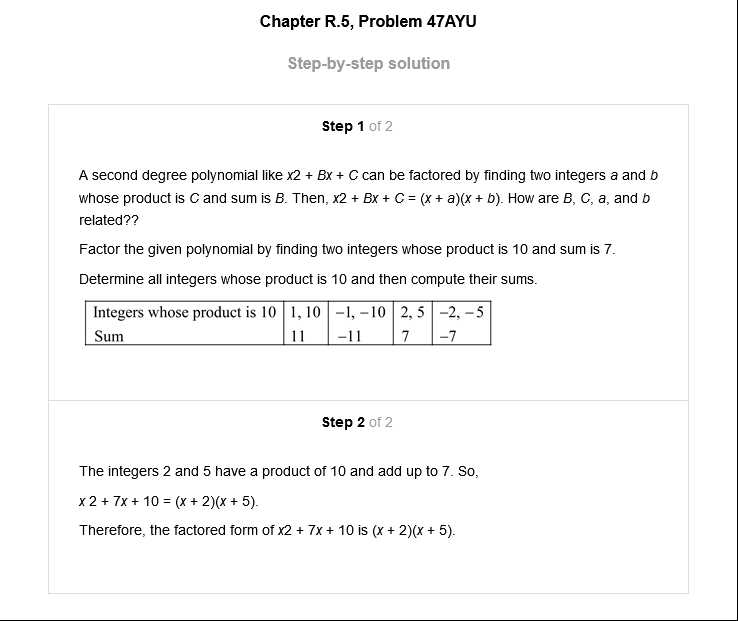 Chapter R.5, Problem 47AYU
Step-by-step solution
Step 1 of 2
A second degree polynomial like x2 + Bx + C can be factored by finding two integers a and b
whose product is C and sum is B. Then, x2 + Bx + C = (x + a)(x + b). How are B, C, a, and b
related??
Factor the given polynomial by finding two integers whose product is 10 and sum is 7.
Determine all integers whose product is 10 and then compute their sums.
Integers whose product is 10 1, 10 −1, −10 2, 5 −2, −5
Sum 11 −11 7 −7
Step 2 of 2
The integers 2 and 5 have a product of 10 and add up to 7. So,
x 2 + 7x + 10 = (x + 2)(x + 5).
Therefore, the factored form of x2 + 7x + 10 is (x + 2)(x + 5).